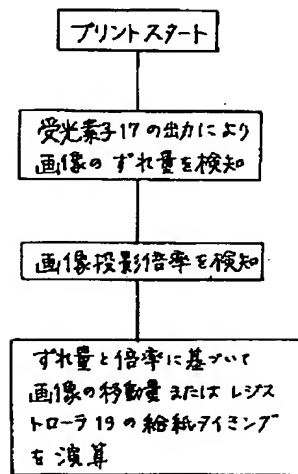 プリントスタート
受光素子17の出力により
画像のずれ量を検知
画像投影倍率を検知
ずれ量と倍率に基づいて
画像の移動量またはレジス
トローラ19の給紙タイミング
を演算